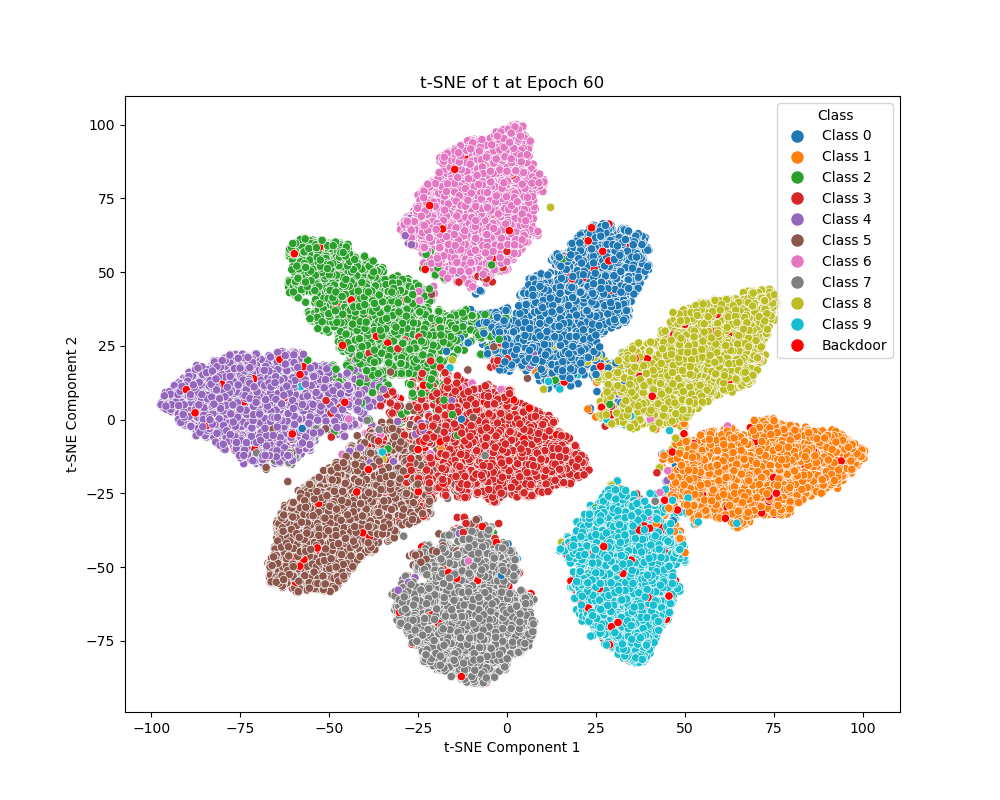 t-SNE of t at Epoch 60
Class
Class 0
Class 1
Class 2
Class 3
Class 4
Class 5
Class 6
Class 7
Class 8
Class 9
Backdoor
t-SNE Component 2
100
75
50
25
0
−25
−50
−75
−100 −75 −50 −25 0 25 50 75 100
t-SNE Component 1